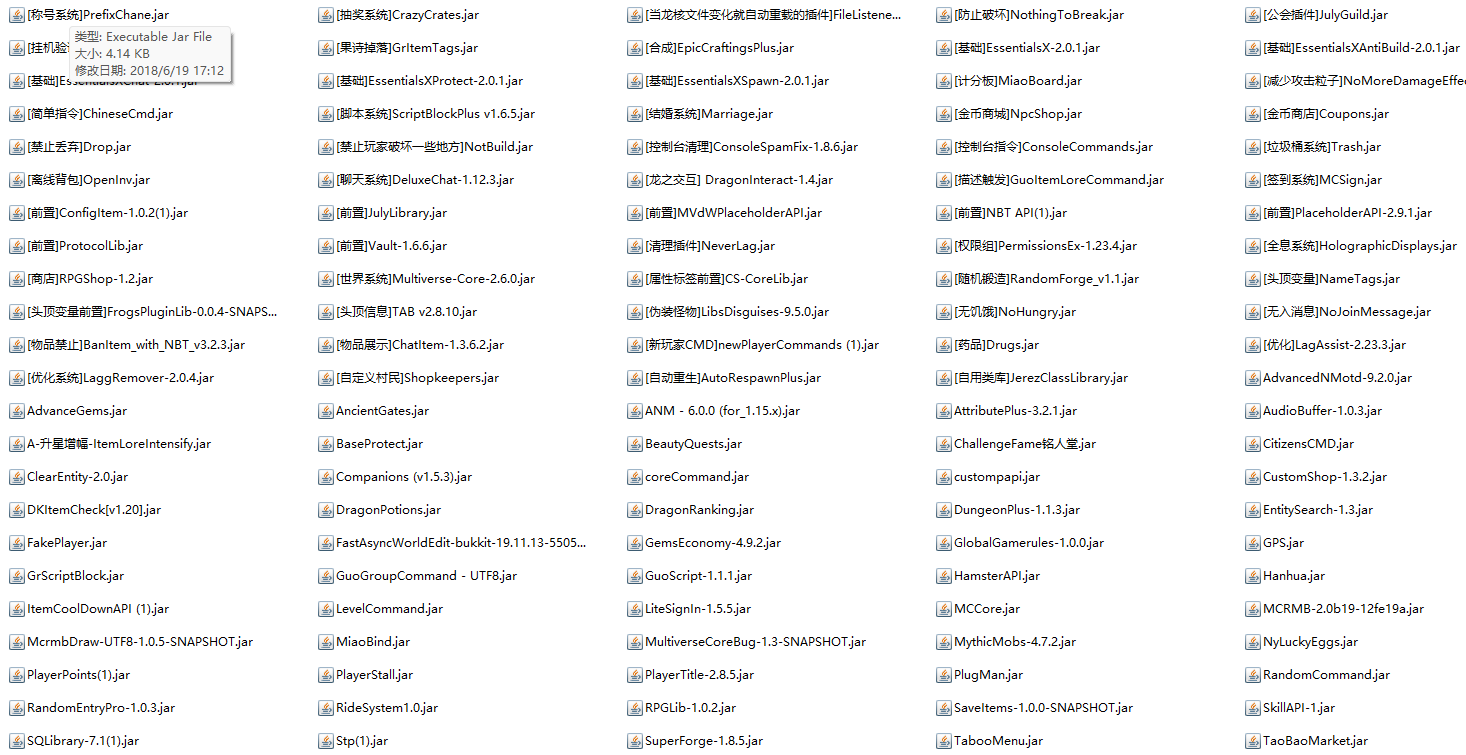 [称号系统]PrefixChane.jar
[抽奖系统]CrazyCrates.jar
[当龙核文件变化就自动重载的插件]FileListene...
[防止破坏]NothingToBreak.jar
[公会插件]JulyGuild.jar
类型: Executable Jar File
大小: 4.14 KB
修改日期: 2018/6/19 17:12
[挂机验
[果诗掉落]GrItemTags.jar
[合成]EpicCraftingsPlus.jar
[基础]EssentialsX-2.0.1.jar
[基础]EssentialsXAntiBuild-2.0.1.jar
[基础]EssentialsXChat-2.0.1.jar
[基础]EssentialsXProtect-2.0.1.jar
[基础]EssentialsXSpawn-2.0.1.jar
[计分板]MiaoBoard.jar
[减少攻击粒子]NoMoreDamageEffe
[简单指令]ChineseCmd.jar
[脚本系统]ScriptBlockPlus v1.6.5.jar
[结婚系统]Marriage.jar
[金币商城]NpcShop.jar
[金币商店]Coupons.jar
[禁止丢弃]Drop.jar
[禁止玩家破坏一些地方]NotBuild.jar
[控制台清理]ConsoleSpamFix-1.8.6.jar
[控制台指令]ConsoleCommands.jar
[垃圾桶系统]Trash.jar
[离线背包]OpenInv.jar
[聊天系统]DeluxeChat-1.12.3.jar
[龙之交互] DragonInteract-1.4.jar
[描述触发]GuoItemLoreCommand.jar
[签到系统]MCSign.jar
[前置]ConfigItem-1.0.2(1).jar
[前置]JulyLibrary.jar
[前置]MVdWPlaceholderAPI.jar
[前置]NBT API(1).jar
[前置]PlaceholderAPI-2.9.1.jar
[前置]ProtocolLib.jar
[前置]Vault-1.6.6.jar
[清理插件]NeverLag.jar
[权限组]PermissionsEx-1.23.4.jar
[全息系统]HolographicDisplays.jar
[商店]RPGShop-1.2.jar
[世界系统]Multiverse-Core-2.6.0.jar
[属性标签前置]CS-CoreLib.jar
[随机锻造]RandomForge_v1.1.jar
[头顶变量]NameTags.jar
[头顶变量前置]FrogsPluginLib-0.0.4-SNAPS...
[头顶信息]TAB v2.8.10.jar
[伪装怪物]LibsDisguises-9.5.0.jar
[无饥饿]NoHungry.jar
[无入消息]NoJoinMessage.jar
[物品禁止]BanItem_with_NBT_v3.2.3.jar
[物品展示]ChatItem-1.3.6.2.jar
[新玩家CMD]newPlayerCommands (1).jar
[药品]Drugs.jar
[优化]LagAssist-2.23.3.jar
[优化系统]LaggRemover-2.0.4.jar
[自定义村民]Shopkeepers.jar
[自动重生]AutoRespawnPlus.jar
[自用类库]JerezClassLibrary.jar
AdvancedNMotd-9.2.0.jar
AdvanceGems.jar
AncientGates.jar
ANM - 6.0.0 (for_1.15.x).jar
AttributePlus-3.2.1.jar
AudioBuffer-1.0.3.jar
A-升星增幅-ItemLoreIntensify.jar
BaseProtect.jar
BeautyQuests.jar
ChallengeFame铭人堂.jar
CitizensCMD.jar
ClearEntity-2.0.jar
Companions (v1.5.3).jar
coreCommand.jar
custompapi.jar
CustomShop-1.3.2.jar
DKItemCheck[v1.20].jar
DragonPotions.jar
DragonRanking.jar
DungeonPlus-1.1.3.jar
EntitySearch-1.3.jar
FakePlayer.jar
FastAsyncWorldEdit-bukkit-19.11.13-5505...
GemsEconomy-4.9.2.jar
GlobalGamerules-1.0.0.jar
GPS.jar
GrScriptBlock.jar
GuoGroupCommand - UTF8.jar
GuoScript-1.1.1.jar
HamsterAPI.jar
Hanhua.jar
ItemCoolDownAPI (1).jar
LevelCommand.jar
LiteSignIn-1.5.5.jar
MCCore.jar
MCRMB-2.0b19-12fe19a.jar
McrmbDraw-UTF8-1.0.5-SNAPSHOT.jar
MiaoBind.jar
MultiverseCoreBug-1.3-SNAPSHOT.jar
MythicMobs-4.7.2.jar
NyLuckyEggs.jar
PlayerPoints(1).jar
PlayerStall.jar
PlayerTitle-2.8.5.jar
PlugMan.jar
RandomCommand.jar
RandomEntryPro-1.0.3.jar
RideSystem1.0.jar
RPGLib-1.0.2.jar
SaveItems-1.0.0-SNAPSHOT.jar
SkillAPI-1.jar
SQLibrary-7.1(1).jar
Stp(1).jar
SuperForge-1.8.5.jar
TabooMenu.jar
TaoBaoMarket.jar